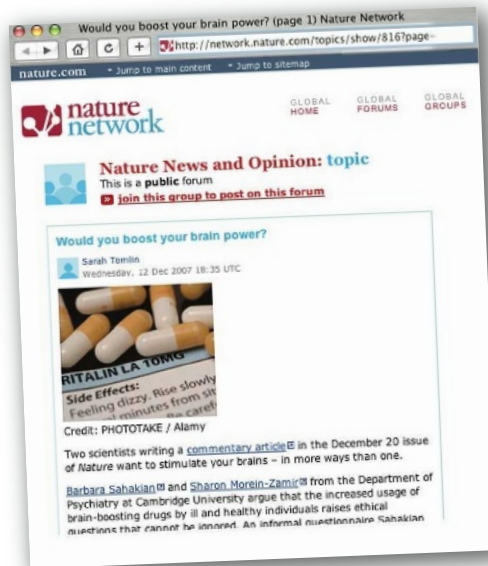 Would you boost your brain power? (page 1) Nature Network
http://network.nature.com/topics/show/816?page-
nature.com
Jump to main content
Jump to sitemap
nature
network
GLOBAL
HOME
GLOBAL
FORUMS
GLOBAL
GROUPS
Nature News and Opinion: topic
This is a public forum
join this group to post on this forum
Would you boost your brain power?
Sarah Tomlin
Wednesday, 12 Dec 2007 18:35 UTC
RITALIN LA 10MG
Side Effects:
Feeling dizzy. Rise slowly
minutes from sit
Be caref
Credit: PHOTOTAKE / Alamy
Two scientists writing a commentary article in the December 20 issue
of Nature want to stimulate your brains – in more ways than one.
Barbara Sahakian and Sharon Morein-Zamir from the Department of
Psychiatry at Cambridge University argue that the increased usage of
brain-boosting drugs by ill and healthy individuals raises ethical
questions that cannot be ignored. An informal questionnaire Sahakian